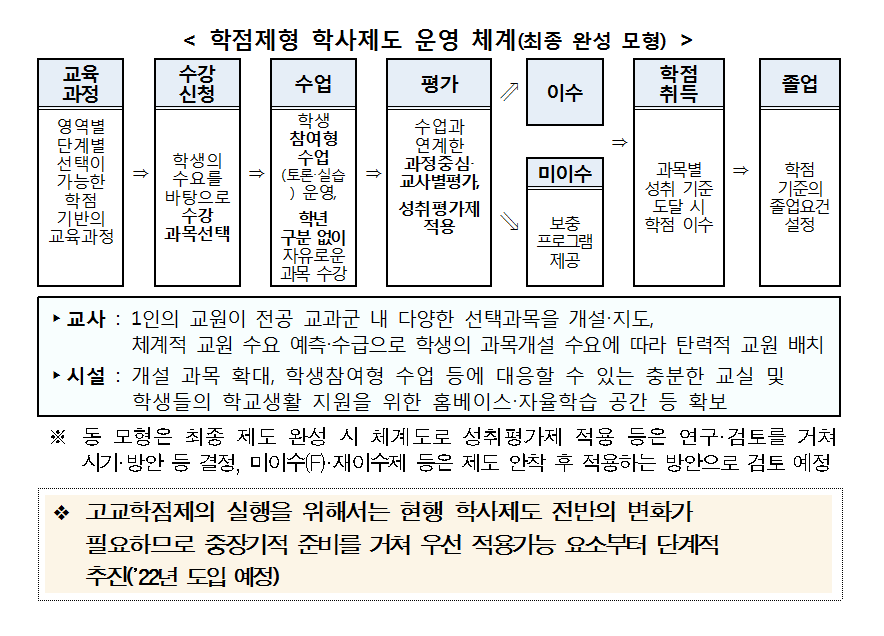 < 학점제형 학사제도 운영 체계(최종 완성 모형) >
교육
과정
영역별
단계별
선택이
가능한
학점
기반의
교육과정
⇨
수강
신청
학생의
수요를
바탕으로
수강
과목선택
⇨
수업
학생
참여형
수업
(토론·실습
) 운영,
학년
구분 없이
자유로운
과목 수강
⇨
평가
수업과
연계한
과정중심·
교사별평가,
성취평가제
적용
이수
미이수
보충
프로그램
제공
⇨
학점
취득
과목별
성취 기준
도달 시
학점 이수
⇨
졸업
학점
기준의
졸업요건
설정
▸교사 : 1인의 교원이 전공 교과군 내 다양한 선택과목을 개설·지도,
체계적 교원 수요 예측·수급으로 학생의 과목개설 수요에 따라 탄력적 교원 배치
▸시설 : 개설 과목 확대, 학생참여형 수업 등에 대응할 수 있는 충분한 교실 및
학생들의 학교생활 지원을 위한 홈베이스·자율학습 공간 등 확보
※ 동 모형은 최종 제도 완성 시 체계도로 성취평가제 적용 등은 연구·검토를 거쳐
시기·방안 등 결정, 미이수(F)·재이수제 등은 제도 안착 후 적용하는 방안으로 검토 예정
❖ 고교학점제의 실행을 위해서는 현행 학사제도 전반의 변화가
필요하므로 중장기적 준비를 거쳐 우선 적용가능 요소부터 단계적
추진('22년 도입 예정)